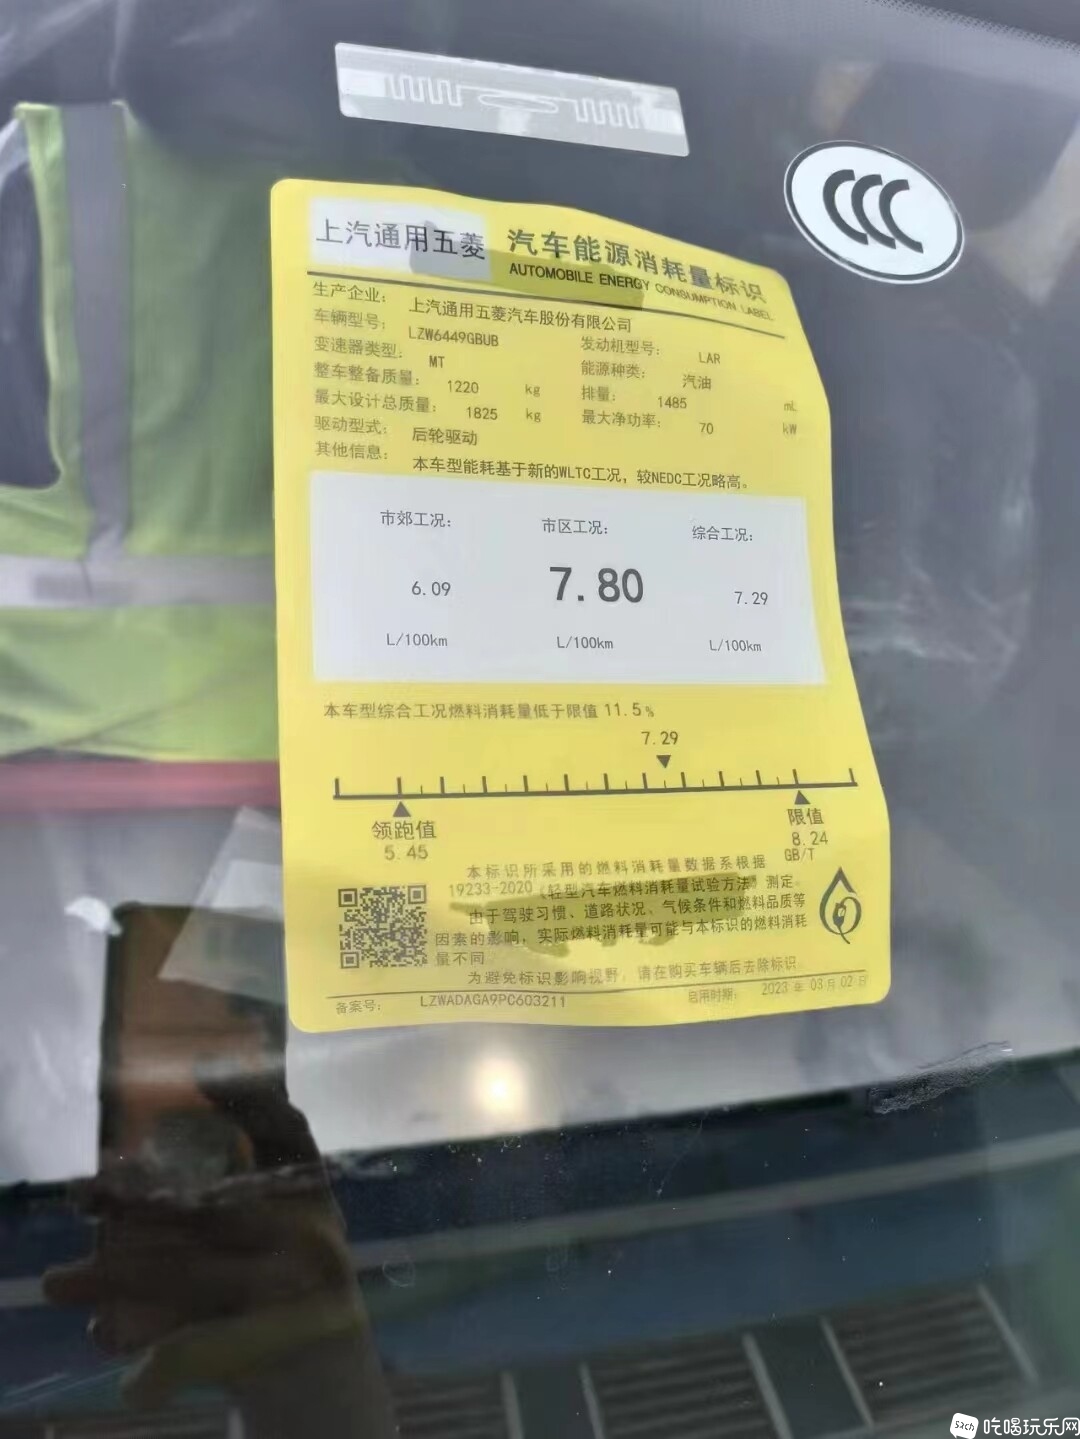 CCC
上汽通用五菱 汽车能源消耗量标识
AUTOMOBILE ENERGY CONSUMPTION LABEL
生产企业： 上汽通用五菱汽车股份有限公司
车辆型号： LZW6449GBUB 发动机型号： LAR
变速器类型： MT 能源种类： 汽油
整车整备质量： 1220 kg 排量： 1485 mL
最大设计总质量： 1825 kg 最大净功率： 70 kW
驱动型式： 后轮驱动
其他信息： 本车型能耗基于新的WLTC工况，较NEDC工况略高。
市郊工况： 市区工况： 综合工况：
6.09 7.80 7.29
L/100km L/100km L/100km
本车型综合工况燃料消耗量低于限值 11.5 %
7.29
领跑值 限值
5.45 8.24
本标识所采用的燃料消耗量数据系根据 GB/T
19233-2020《轻型汽车燃料消耗量试验方法》测定。
由于驾驶习惯、道路状况、气候条件和燃料品质等
因素的影响，实际燃料消耗量可能与本标识的燃料消耗
量不同。
为避免标识影响视野，请在购买车辆后去除标识。
备案号： LZWADAGA9PC603211 启用时期： 2023 年 03 月 02 日
sach 吃喝玩乐网